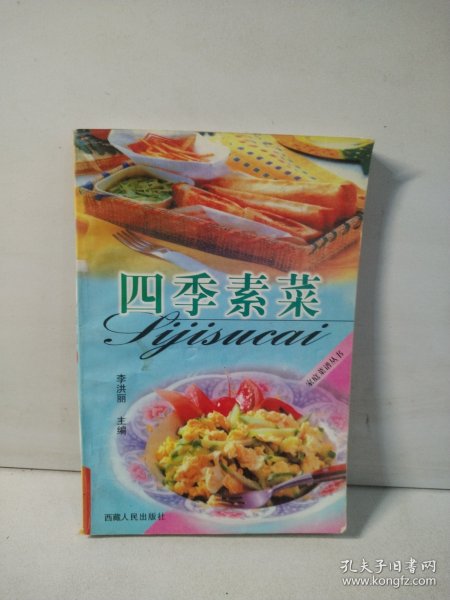 四季素菜
Sijisucai
家庭菜谱丛书
李洪丽 主编
西藏人民出版社
孔夫子旧书网
www.kongfz.com